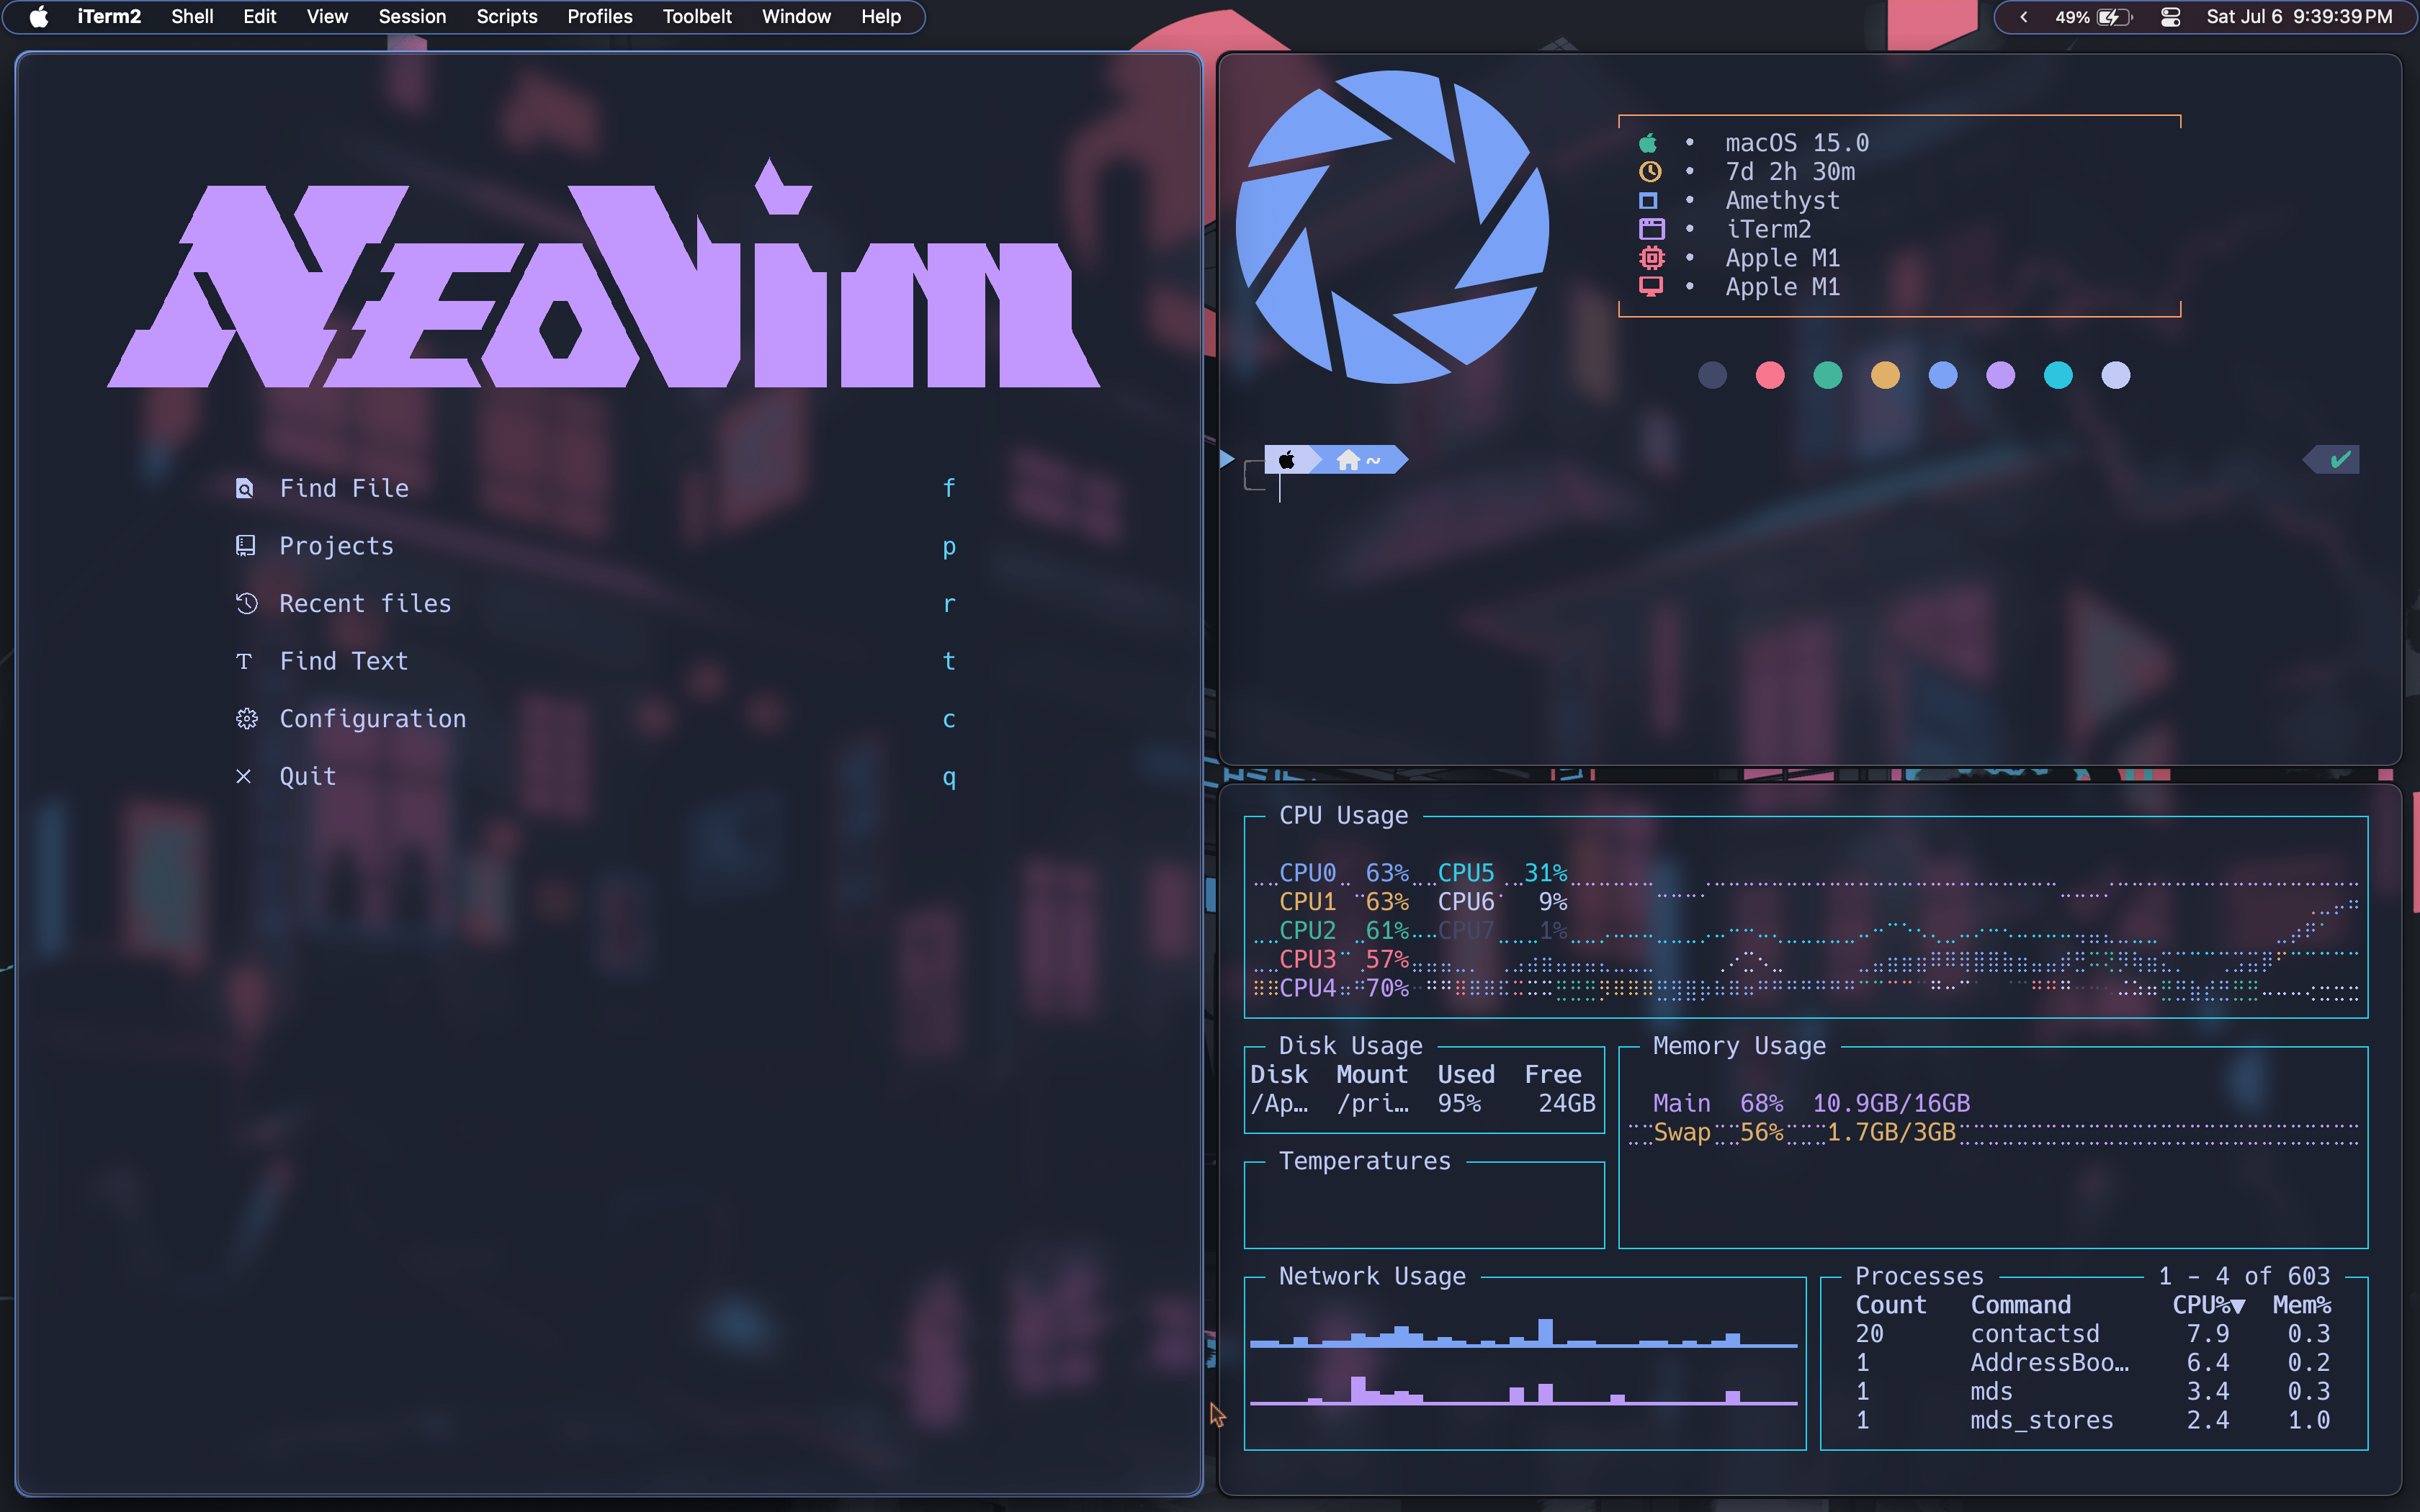 iTerm2 Shell Edit View Session Scripts Profiles Toolbelt Window Help
49% Sat Jul 6 9:39:39 PM
NEOVIM
Find File f
Projects p
Recent files r
Find Text t
Configuration c
Quit q
• macOS 15.0
• 7d 2h 30m
• Amethyst
• iTerm2
• Apple M1
• Apple M1
~
CPU Usage
CPU0 63% CPU5 31%
CPU1 63% CPU6 9%
CPU2 61% CPU7 1%
CPU3 57%
CPU4 70%
Disk Usage
Disk Mount Used Free
/Ap… /pri… 95% 24GB
Memory Usage
Main 68% 10.9GB/16GB
Swap 56% 1.7GB/3GB
Temperatures
Network Usage
Processes 1 - 4 of 603
Count Command CPU%▼ Mem%
20 contactsd 7.9 0.3
1 AddressBoo… 6.4 0.2
1 mds 3.4 0.3
1 mds_stores 2.4 1.0